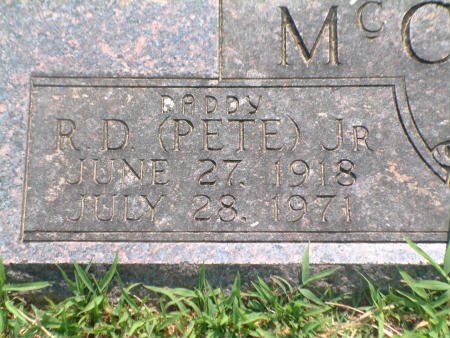 McC
DADDY
R. D. (PETE) JR
JUNE 27, 1918
JULY 28, 1971